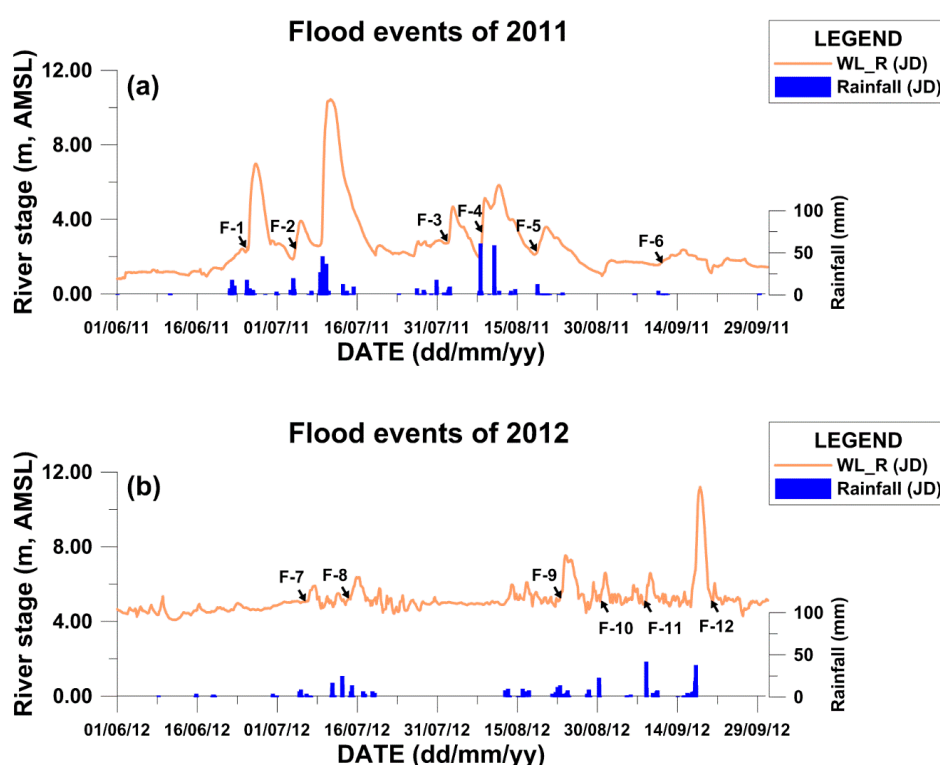 Flood events of 2011
LEGEND
WL_R (JD)
Rainfall (JD)
(a)
River stage (m, AMSL)
12.00
8.00
4.00
0.00
F-1
F-2
F-3
F-4
F-5
F-6
100
50
0
Rainfall (mm)
01/06/11 16/06/11 01/07/11 16/07/11 31/07/11 15/08/11 30/08/11 14/09/11 29/09/11
DATE (dd/mm/yy)
Flood events of 2012
LEGEND
WL_R (JD)
Rainfall (JD)
(b)
River stage (m, AMSL)
12.00
8.00
4.00
0.00
F-7
F-8
F-9
F-10
F-11
F-12
100
50
0
Rainfall (mm)
01/06/12 16/06/12 01/07/12 16/07/12 31/07/12 15/08/12 30/08/12 14/09/12 29/09/12
DATE (dd/mm/yy)